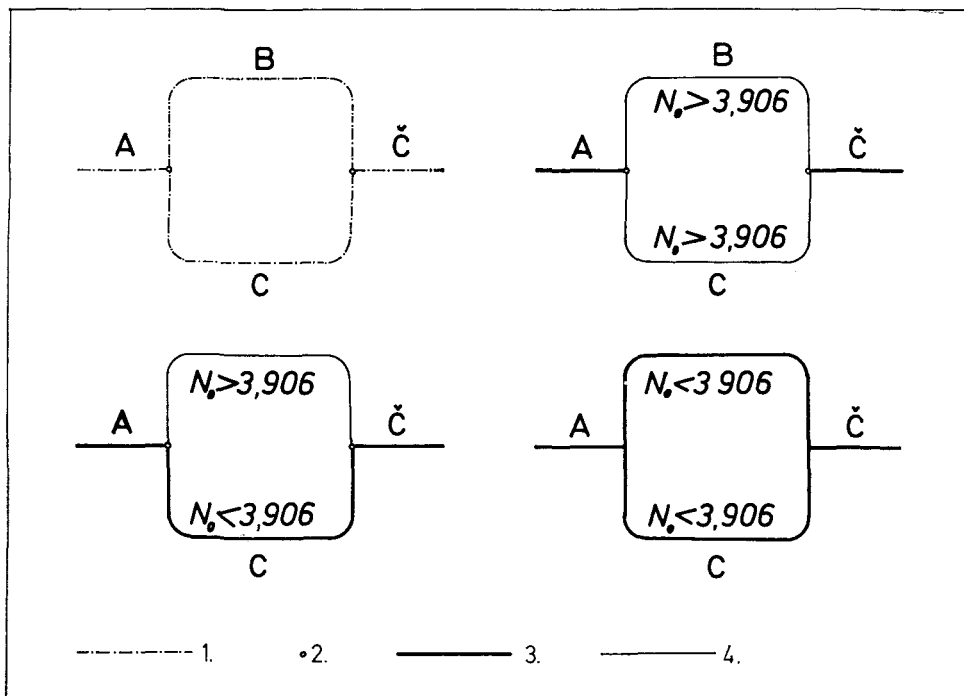 B
A Č
C
B
N₀>3,906
A Č
N₀>3,906
C
N₀>3,906
A Č
N₀<3,906
C
N₀<3 906
A Č
N₀<3,906
C
1. 2. 3. 4.